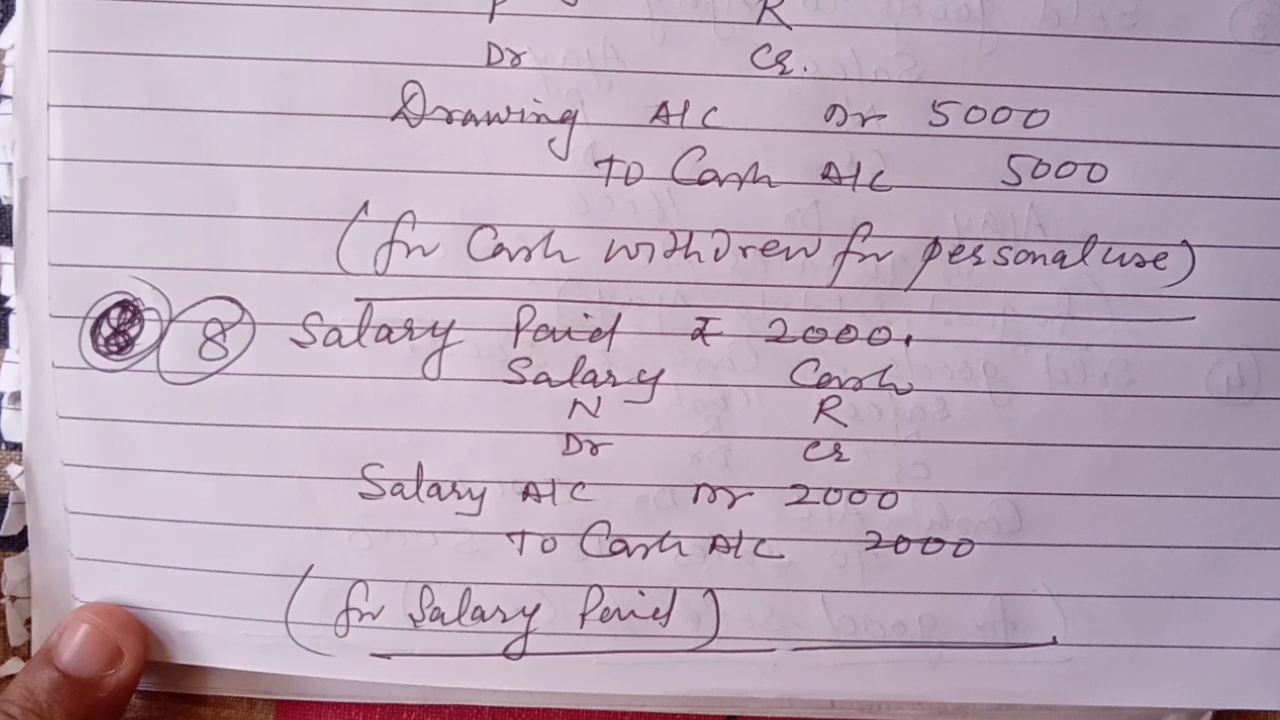 P R
Dr Cr.
Drawing A/C Dr 5000
To Cash A/C 5000
(for Cash withdrew for personal use)
8 8 Salary Paid ₹ 2000.
Salary Cash
N R
Dr Cr
Salary A/C Dr 2000
To Cash A/C 2000
(for Salary Paid)